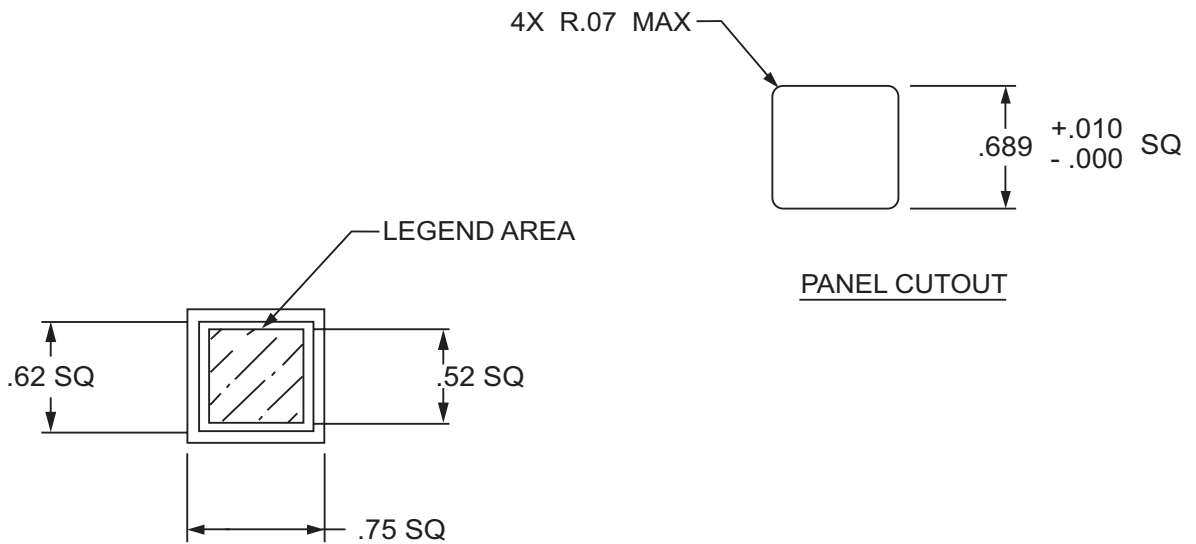 4X R.07 MAX
.689 +.010 - .000 SQ
PANEL CUTOUT
LEGEND AREA
.62 SQ
.52 SQ
.75 SQ